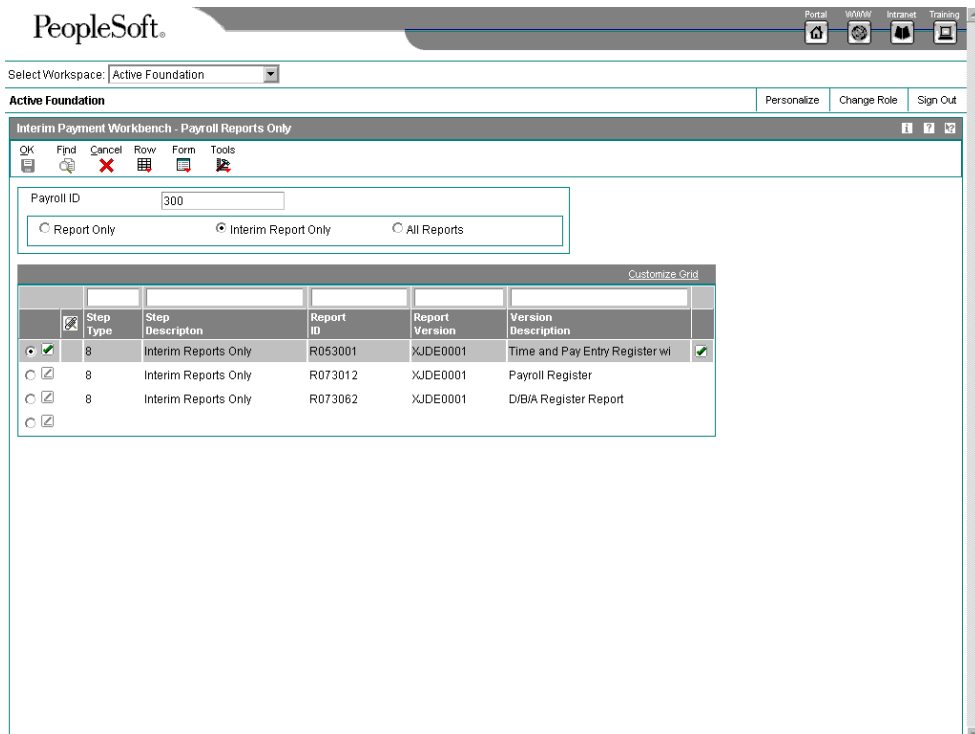 Portal WWW Intranet Training
PeopleSoft®
Select Workspace: Active Foundation
Active Foundation Personalize Change Role Sign Out
Interim Payment Workbench - Payroll Reports Only
OK Find Cancel Row Form Tools
Payroll ID 300
Report Only Interim Report Only All Reports
Customize Grid
Step Type Step Descripton Report ID Report Version Version Description
8 Interim Reports Only R053001 XJDE0001 Time and Pay Entry Register wi
8 Interim Reports Only R073012 XJDE0001 Payroll Register
8 Interim Reports Only R073062 XJDE0001 D/B/A Register Report